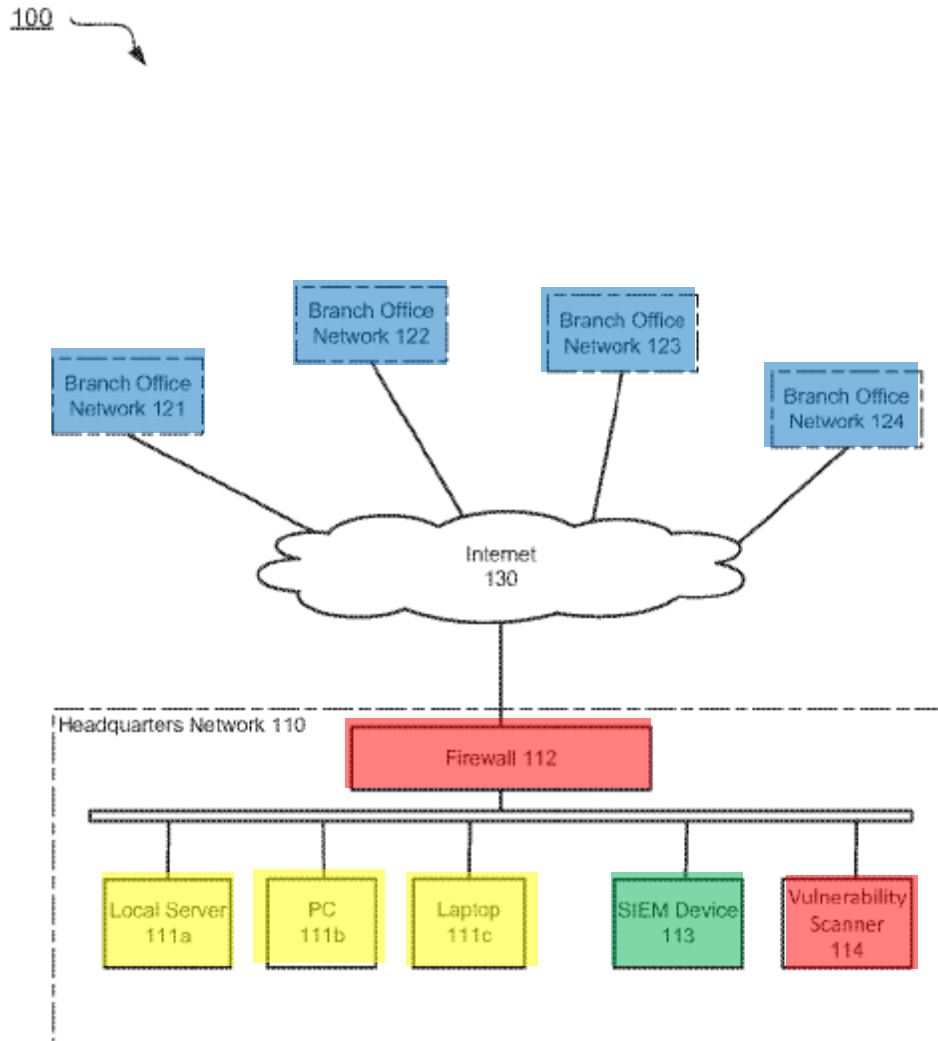 100
Branch Office
Network 122
Branch Office
Network 123
Branch Office
Network 121
Branch Office
Network 124
Internet
130
Headquarters Network 110
Firewall 112
Local Server
111a
PC
111b
Laptop
111c
SIEM Device
113
Vulnerability
Scanner
114